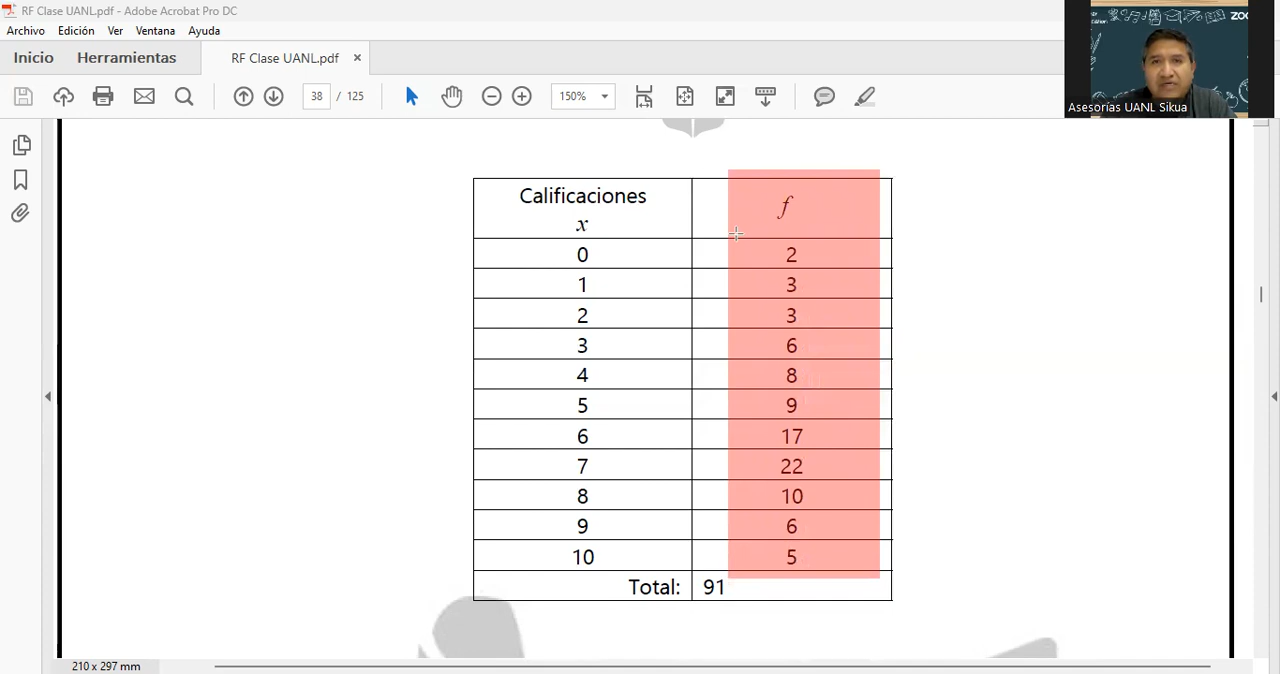 RF Clase UANL.pdf - Adobe Acrobat Pro DC
Archivo Edición Ver Ventana Ayuda
Inicio Herramientas RF Clase UANL.pdf ×
38 / 125 150%
ZOO
Asesorías UANL Sikua
Calificaciones
x f
0 2
1 3
2 3
3 6
4 8
5 9
6 17
7 22
8 10
9 6
10 5
Total: 91
210 x 297 mm